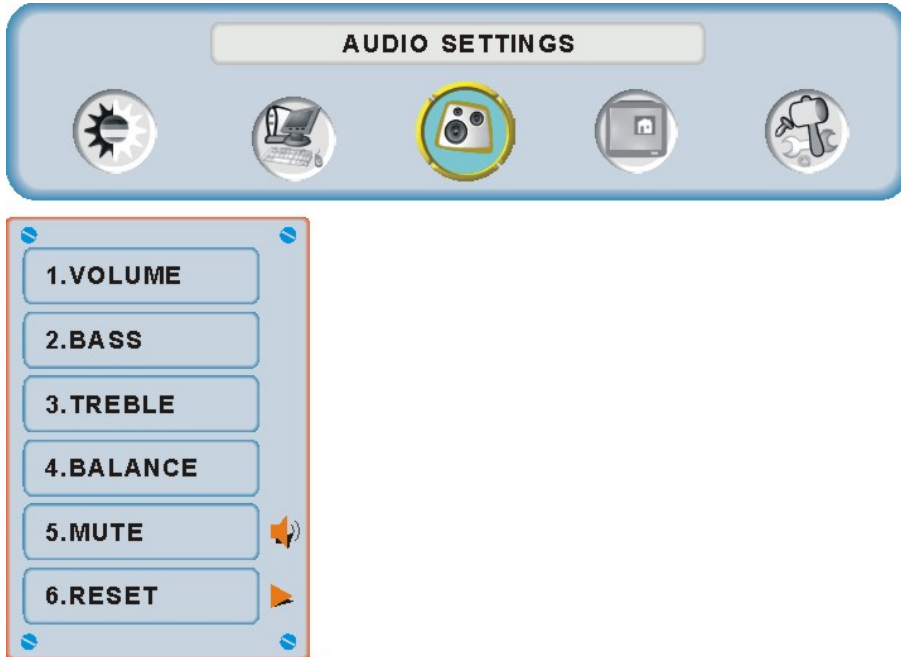 AUDIO SETTINGS
1.VOLUME
2.BASS
3.TREBLE
4.BALANCE
5.MUTE
6.RESET